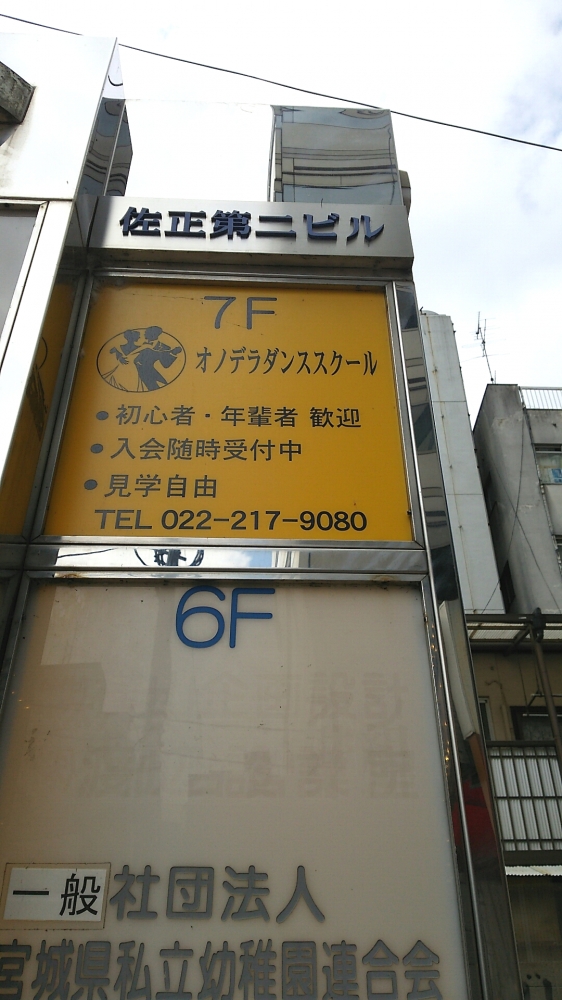 佐正第二ビル
7F
オノデラダンススクール
●初心者・年輩者 歓迎
●入会随時受付中
●見学自由
TEL 022-217-9080
6F
一般社団法人
宮城県私立幼稚園連合会